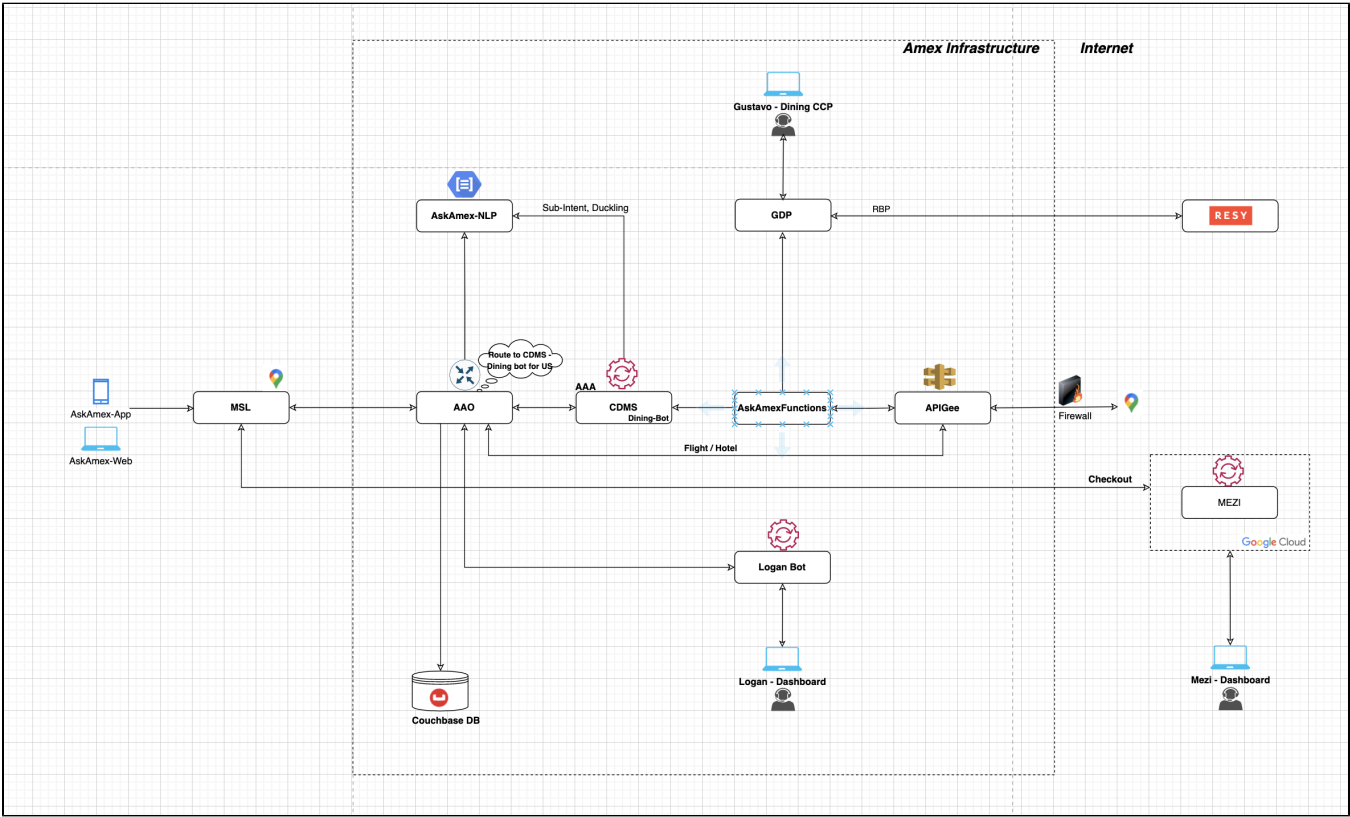 Amex Infrastructure
Internet
Gustavo - Dining CCP
AskAmex-NLP
Sub-Intent, Duckling
GDP
RBP
RESY
Route to CDMS -
Dining bot for US
AAA
AskAmex-App
MSL
AAO
CDMS
Dining-Bot
AskAmexFunctions
APIGee
Firewall
AskAmex-Web
Flight / Hotel
Checkout
MEZI
Google Cloud
Logan Bot
Logan - Dashboard
Mezi - Dashboard
Couchbase DB